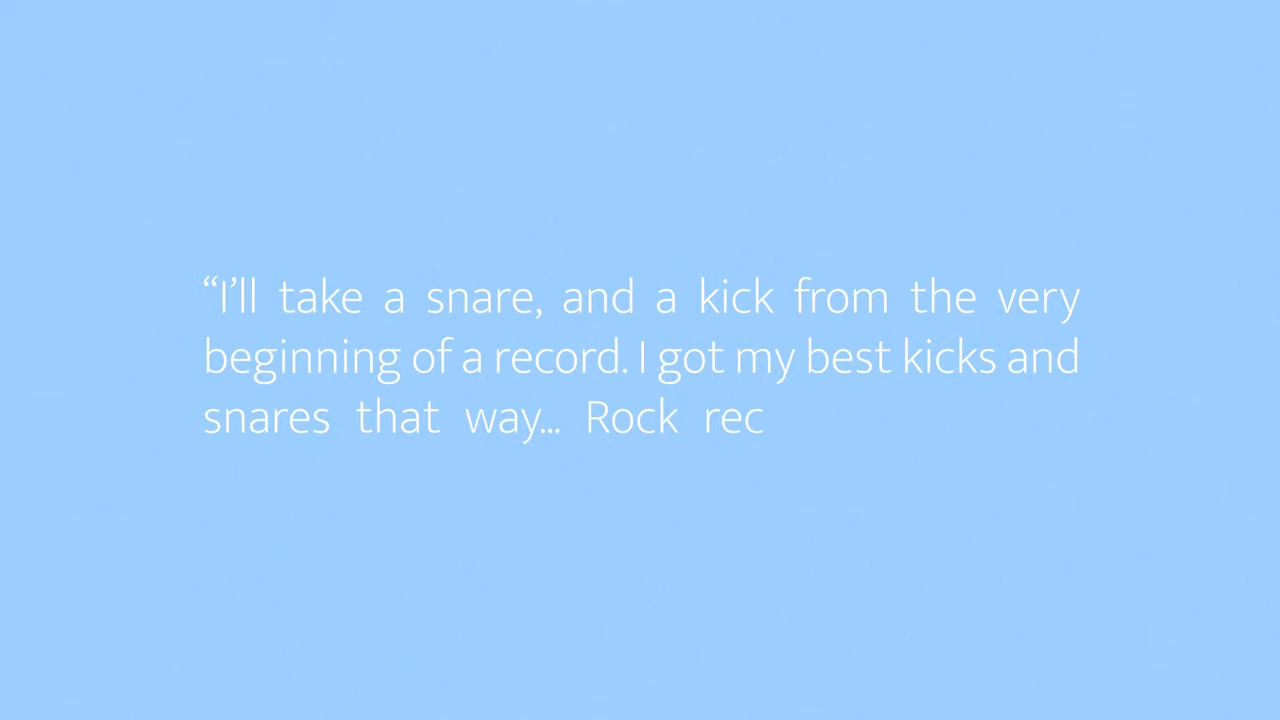 “I’ll take a snare, and a kick from the very
beginning of a record. I got my best kicks and
snares that way... Rock rec